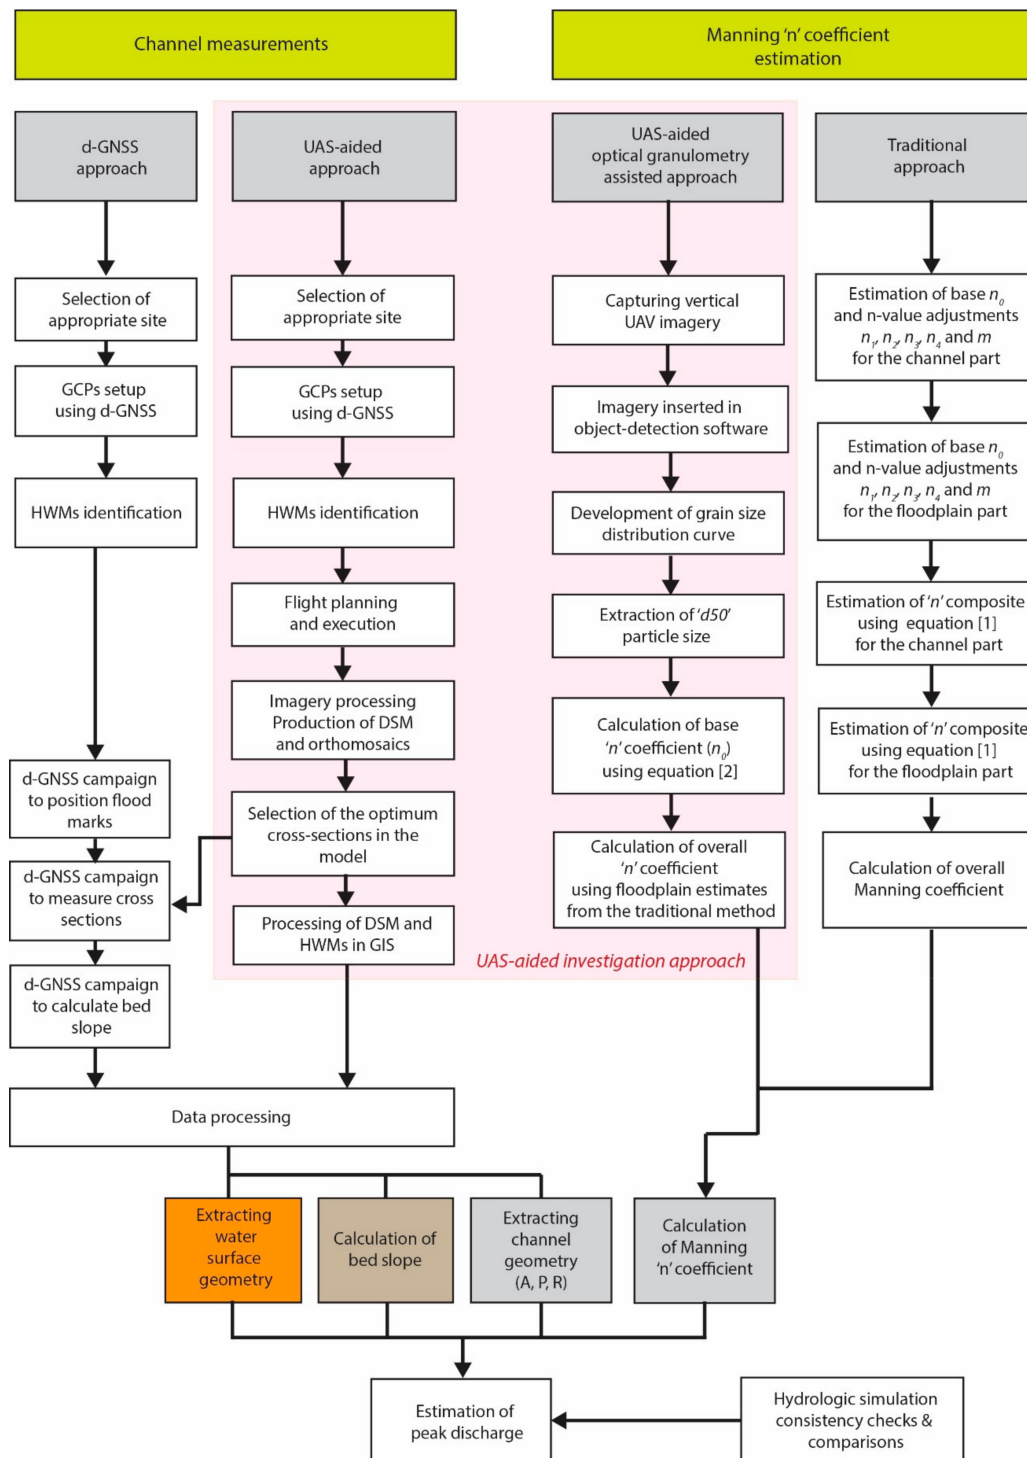 Channel measurements
Manning ‘n’ coefficient
estimation
d-GNSS
approach
UAS-aided
approach
UAS-aided
optical granulometry
assisted approach
Traditional
approach
Selection of
appropriate site
GCPs setup
using d-GNSS
HWMs identification
d-GNSS campaign
to position flood
marks
d-GNSS campaign
to measure cross
sections
d-GNSS campaign
to calculate bed
slope
Selection of
appropriate site
GCPs setup
using d-GNSS
HWMs identification
Flight planning
and execution
Imagery processing
Production of DSM
and orthomosaics
Selection of the optimum
cross-sections in the
model
Processing of DSM and
HWMs in GIS
Capturing vertical
UAV imagery
Imagery inserted in
object-detection software
Development of grain size
distribution curve
Extraction of ‘d50’
particle size
Calculation of base
‘n’ coefficient (n0)
using equation [2]
Calculation of overall
‘n’ coefficient
using floodplain estimates
from the traditional method
UAS-aided investigation approach
Estimation of base n0
and n-value adjustments
n1, n2, n3, n4 and m
for the channel part
Estimation of base n0
and n-value adjustments
n1, n2, n3, n4 and m
for the floodplain part
Estimation of ‘n’ composite
using equation [1]
for the channel part
Estimation of ‘n’ composite
using equation [1]
for the floodplain part
Calculation of overall
Manning coefficient
Data processing
Extracting
water
surface
geometry
Calculation of
bed slope
Extracting
channel
geometry
(A, P, R)
Calculation
of Manning
‘n’ coefficient
Estimation of
peak discharge
Hydrologic simulation
consistency checks &
comparisons